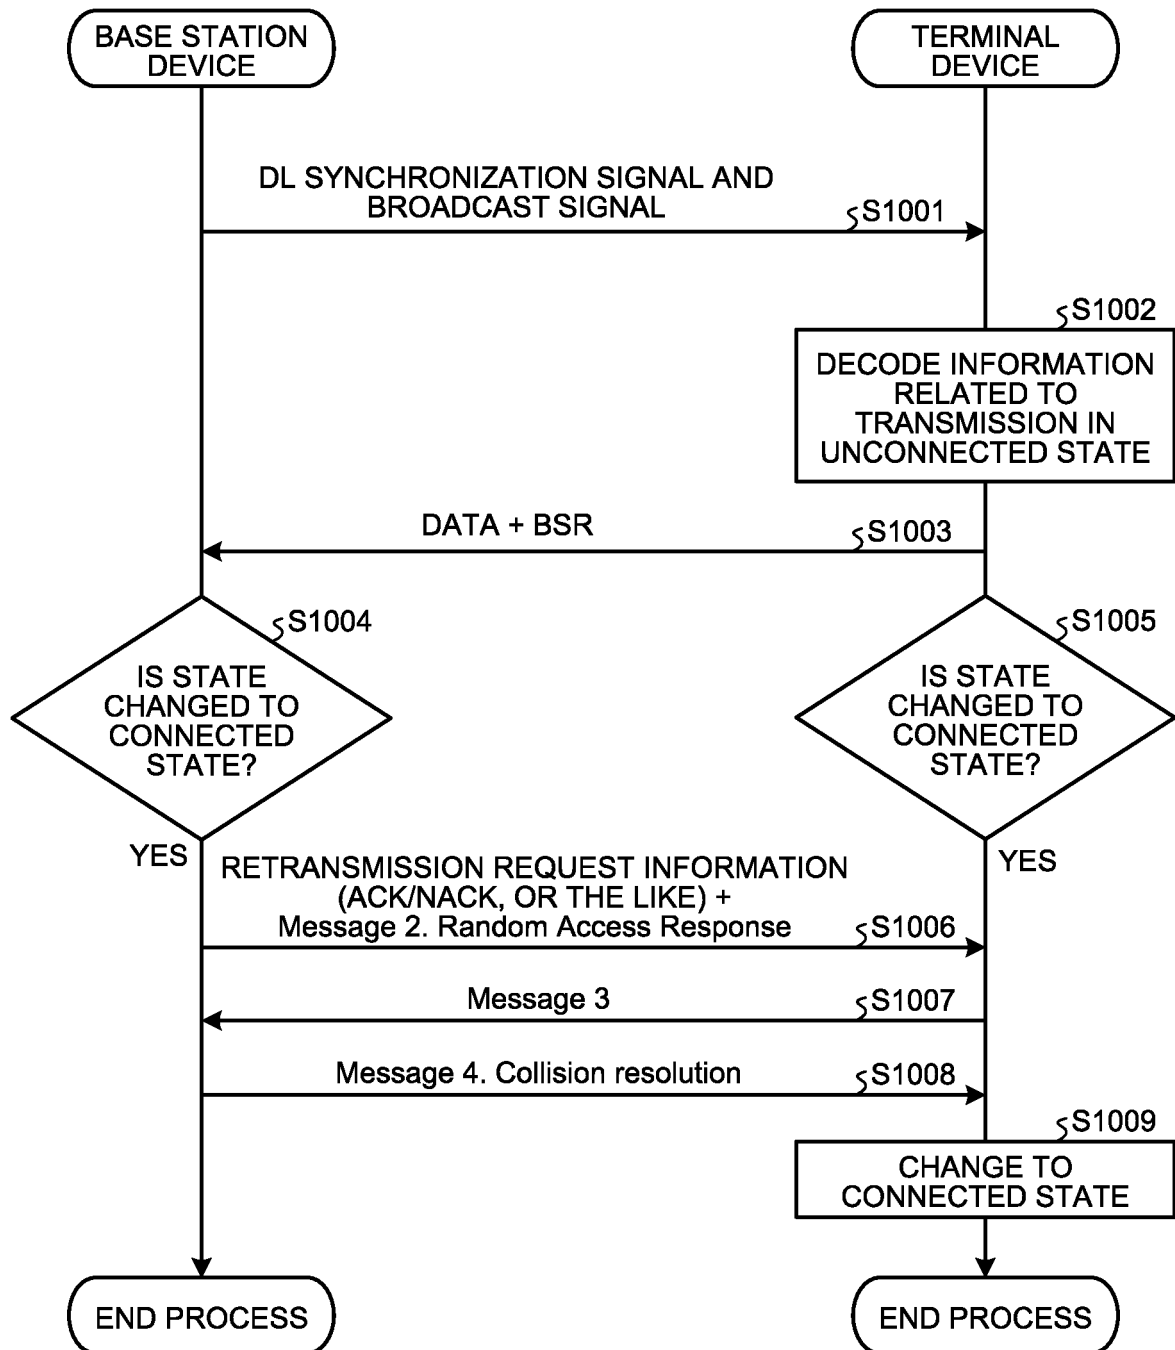 BASE STATION
DEVICE
TERMINAL
DEVICE
DL SYNCHRONIZATION SIGNAL AND
BROADCAST SIGNAL
S1001
S1002
DECODE INFORMATION
RELATED TO
TRANSMISSION IN
UNCONNECTED STATE
DATA + BSR
S1003
S1004
IS STATE
CHANGED TO
CONNECTED
STATE?
S1005
IS STATE
CHANGED TO
CONNECTED
STATE?
YES
YES
RETRANSMISSION REQUEST INFORMATION
(ACK/NACK, OR THE LIKE) +
Message 2. Random Access Response
S1006
Message 3
S1007
Message 4. Collision resolution
S1008
S1009
CHANGE TO
CONNECTED STATE
END PROCESS
END PROCESS